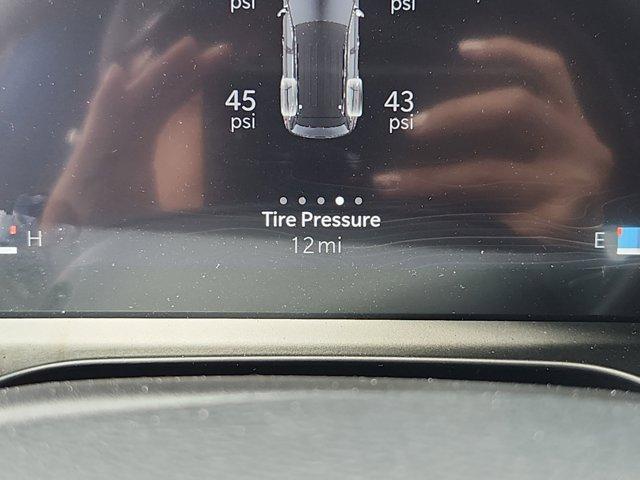 psi psi
45 43
psi psi
Tire Pressure
12mi
H E